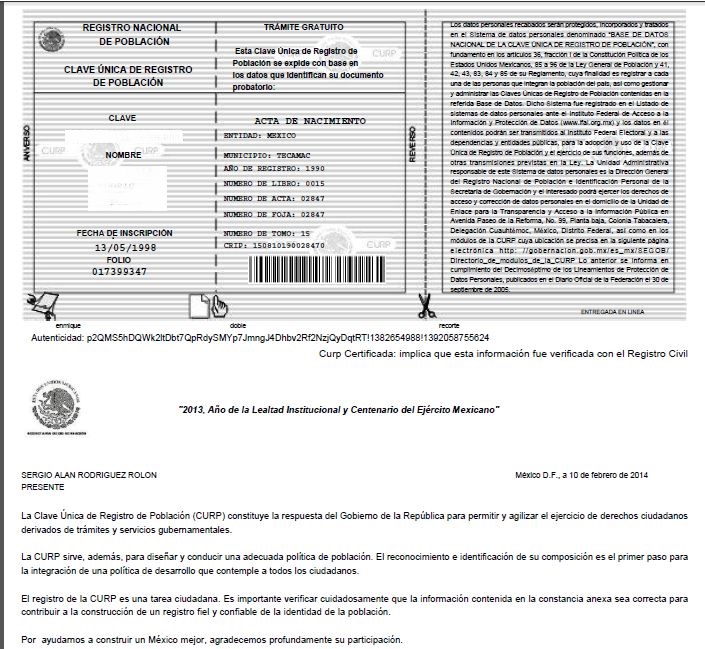 REGISTRO NACIONAL
DE POBLACIÓN
CLAVE ÚNICA DE REGISTRO
DE POBLACIÓN
ANVERSO
CLAVE
CURP
CURP
NOMBRE
FECHA DE INSCRIPCIÓN
13/05/1998
FOLIO
017399347
TRÁMITE GRATUITO
Esta Clave Única de Registro de
Población se expide con base en
los datos que identifican su documento
probatorio:
CURP
ACTA DE NACIMIENTO
ENTIDAD: MEXICO
MUNICIPIO: TECAMAC
AÑO DE REGISTRO: 1990
NUMERO DE LIBRO: 0015
NUMERO DE ACTA: 02847
NUMERO DE FOJA: 02847
NUMERO DE TOMO: 15
CRIP: 150810190028470
CURP
REVERSO
Los datos personales recabados serán protegidos, incorporados y tratados
en el Sistema de datos personales denominado "BASE DE DATOS
NACIONAL DE LA CLAVE ÚNICA DE REGISTRO DE POBLACIÓN", con
fundamento en los artículos 36, fracción I de la Constitución Política de los
Estados Unidos Mexicanos, 85 a 96 de la Ley General de Población y 41,
42, 43, 83, 84 y 85 de su Reglamento, cuya finalidad es registrar a cada
una de las personas que integran la población del país, así como gestionar
y administrar las Claves Únicas de Registro de Población contenidas en la
referida Base de Datos. Dicho Sistema fue registrado en el Listado de
sistemas de datos personales ante el Instituto Federal de Acceso a la
Información y Protección de Datos (www.ifai.org.mx) y los datos en él
contenidos podrán ser transmitidos al Instituto Federal Electoral y a las
dependencias y entidades públicas, para la adopción y uso de la Clave
Única de Registro de Población y el ejercicio de sus funciones, además de
otras transmisiones previstas en la Ley. La Unidad Administrativa
responsable de este Sistema de datos personales es la Dirección General
del Registro Nacional de Población e Identificación Personal de la
Secretaría de Gobernación y el interesado podrá ejercer los derechos de
acceso y corrección de datos personales en el domicilio de la Unidad de
Enlace para la Transparencia y Acceso a la Información Pública en
Avenida Paseo de la Reforma, No. 99, Planta baja, Colonia Tabacalera,
Delegación Cuauhtémoc, México, Distrito Federal, así como en los
módulos de la CURP cuya ubicación se precisa en la siguiente página
electrónica http: //gobernacion.gob.mx/es_mx/SEGOB/
Directorio_de_modulos_de_la_CURP Lo anterior se informa en
cumplimiento del Decimoséptimo de los Lineamientos de Protección de
Datos Personales, publicados en el Diario Oficial de la Federación el 30 de
septiembre de 2005.
ENTREGADA EN LINEA
enmique
doble
recorte
Autenticidad: p2QMS5hDQWk2ltDbt7QpRdySMYp7JmngJ4Dhbv2Rf2NzjQyDqtRT!1382654988!1392058755624
Curp Certificada: implica que esta información fue verificada con el Registro Civil
"2013, Año de la Lealtad Institucional y Centenario del Ejército Mexicano"
SERGIO ALAN RODRIGUEZ ROLON
México D.F., a 10 de febrero de 2014
PRESENTE
La Clave Única de Registro de Población (CURP) constituye la respuesta del Gobierno de la República para permitir y agilizar el ejercicio de derechos ciudadanos
derivados de trámites y servicios gubernamentales.
La CURP sirve, además, para diseñar y conducir una adecuada política de población. El reconocimiento e identificación de su composición es el primer paso para
la integración de una política de desarrollo que contemple a todos los ciudadanos.
El registro de la CURP es una tarea ciudadana. Es importante verificar cuidadosamente que la información contenida en la constancia anexa sea correcta para
contribuir a la construcción de un registro fiel y confiable de la identidad de la población.
Por ayudarnos a construir un México mejor, agradecemos profundamente su participación.